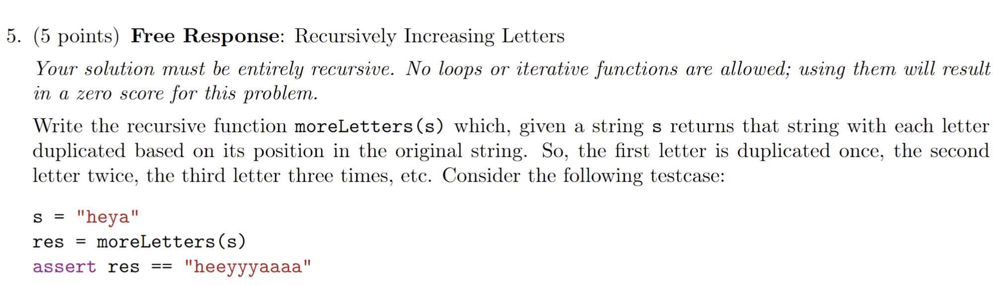 5. (5 points) Free Response: Recursively Increasing Letters
Your solution must be entirely recursive. No loops or iterative functions are allowed; using them will result
in a zero score for this problem.
Write the recursive function moreLetters(s) which, given a string s returns that string with each letter
duplicated based on its position in the original string. So, the first letter is duplicated once, the second
letter twice, the third letter three times, etc. Consider the following testcase:
s = "heya"
res = moreLetters(s)
assert res == "heeyyyaaaa"